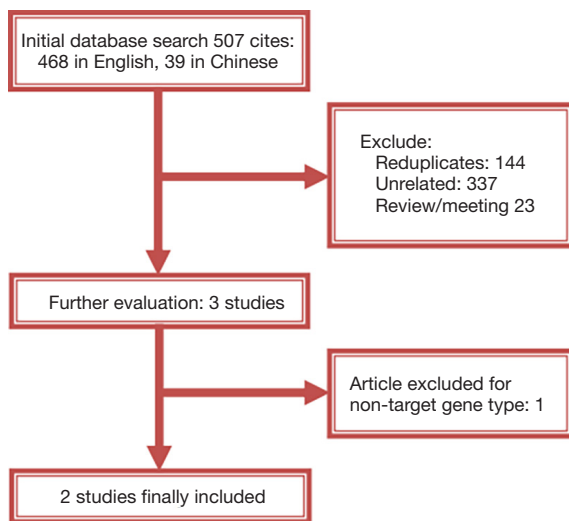 Initial database search 507 cites:
468 in English, 39 in Chinese
Exclude:
Reduplicates: 144
Unrelated: 337
Review/meeting 23
Further evaluation: 3 studies
Article excluded for
non-target gene type: 1
2 studies finally included